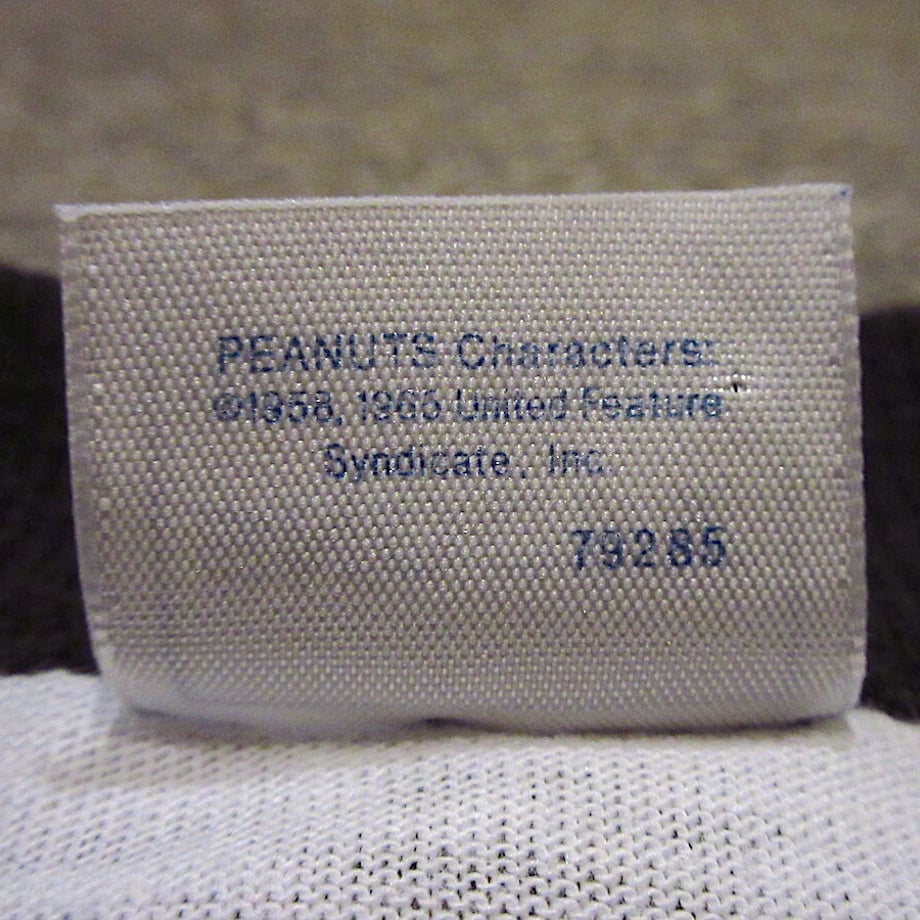 PEANUTS Characters:
©1958, 1965 United Feature
Syndicate, Inc.
79285